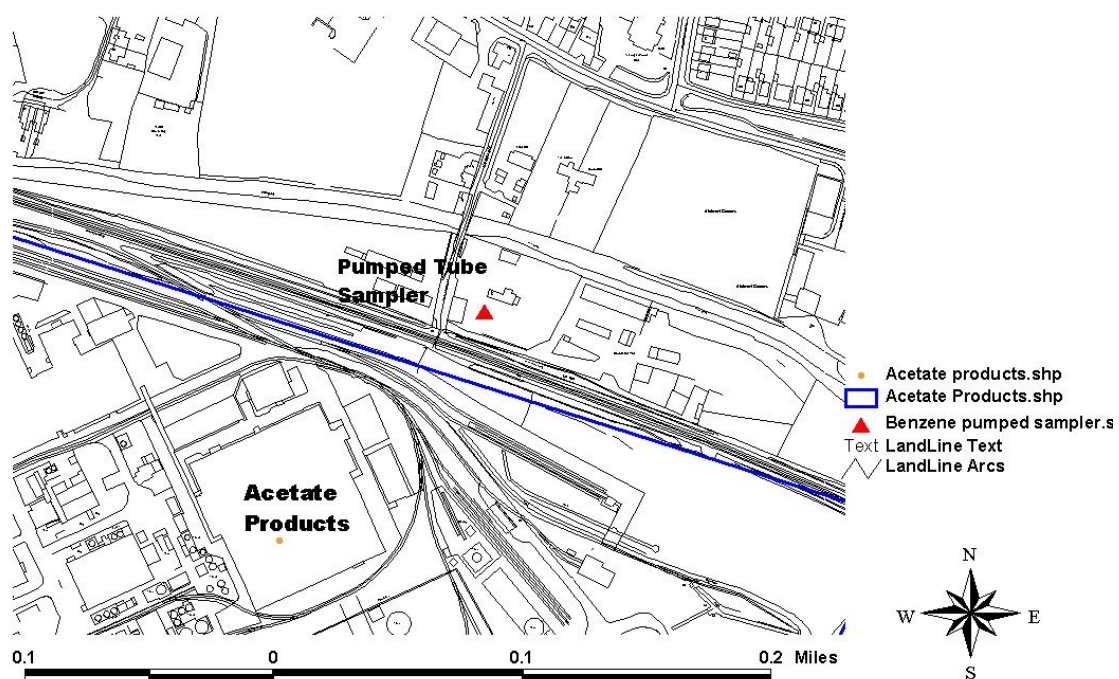 Pumped Tube
Sampler
Acetate
Products
Acetate products.shp
Acetate Products.shp
Benzene pumped sampler.s
Text LandLine Text
LandLine Arcs
N
W
E
S
0.1
0
0.1
0.2 Miles